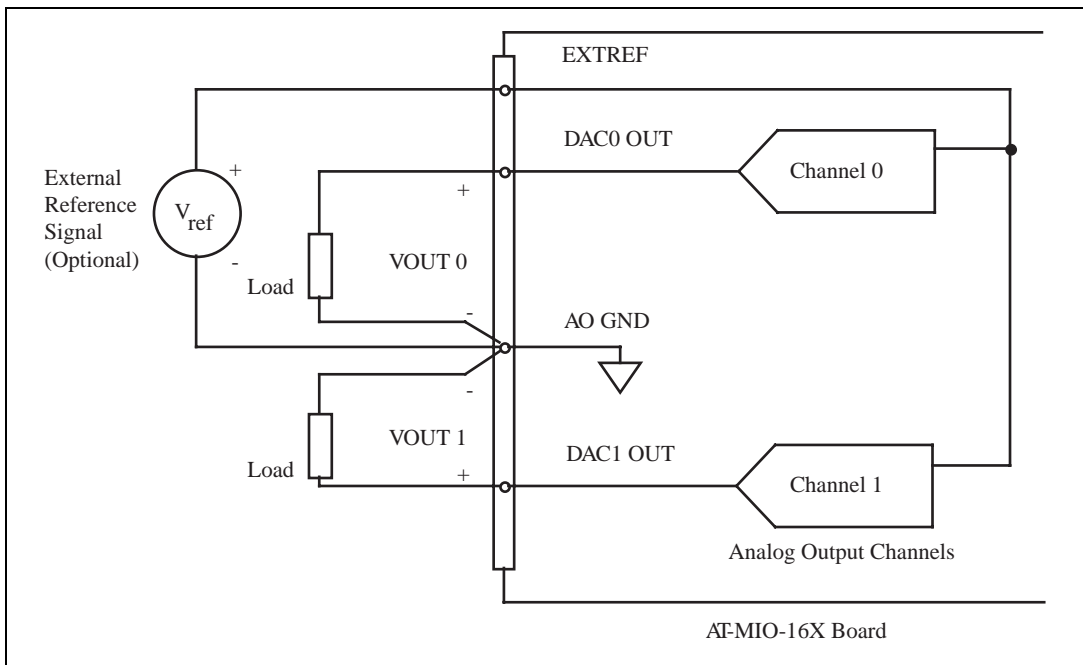 EXTREF
DAC0 OUT
Channel 0
+
External
Reference
Signal
(Optional)
Vref
+
-
Load
VOUT 0
-
AO GND
-
Load
VOUT 1
+
DAC1 OUT
Channel 1
Analog Output Channels
AT-MIO-16X Board